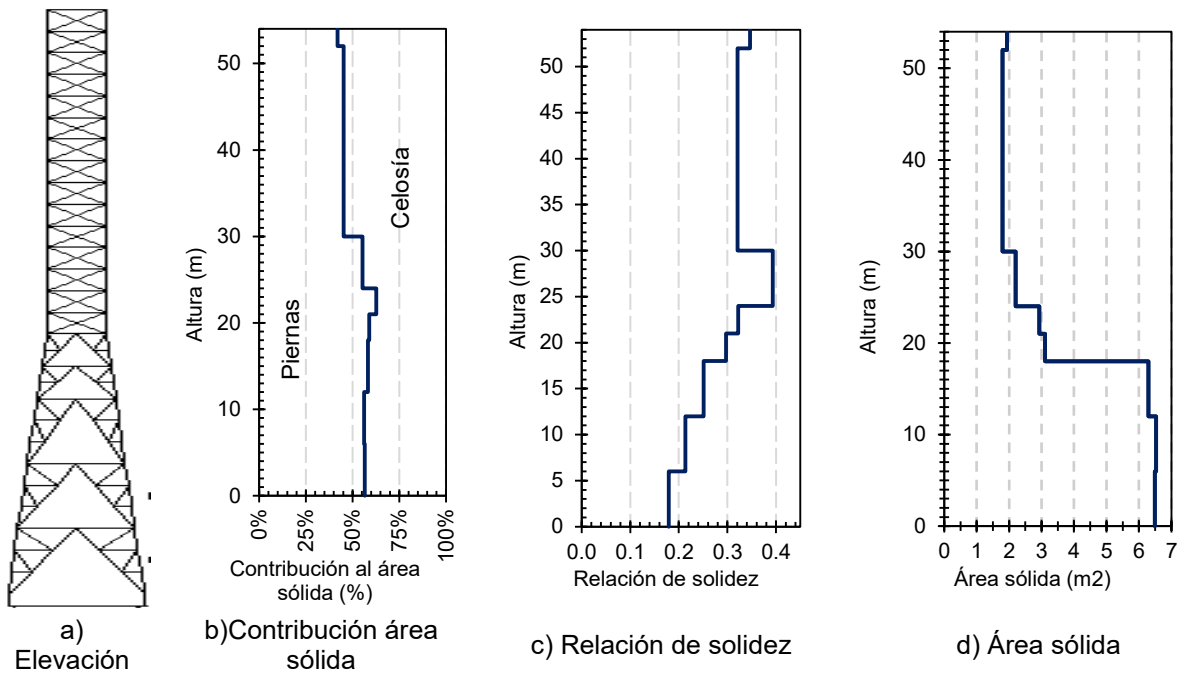 a)
Elevación
50
40
30
20
10
0
Altura (m)
Piernas
Celosía
0%
25%
50%
75%
100%
Contribución al área
sólida (%)
b)Contribución área
sólida
50
45
40
35
30
25
20
15
10
5
0
Altura (m)
0.0 0.1 0.2 0.3 0.4
Relación de solidez
c) Relación de solidez
50
40
30
20
10
0
Altura (m)
0 1 2 3 4 5 6 7
Área sólida (m2)
d) Área sólida